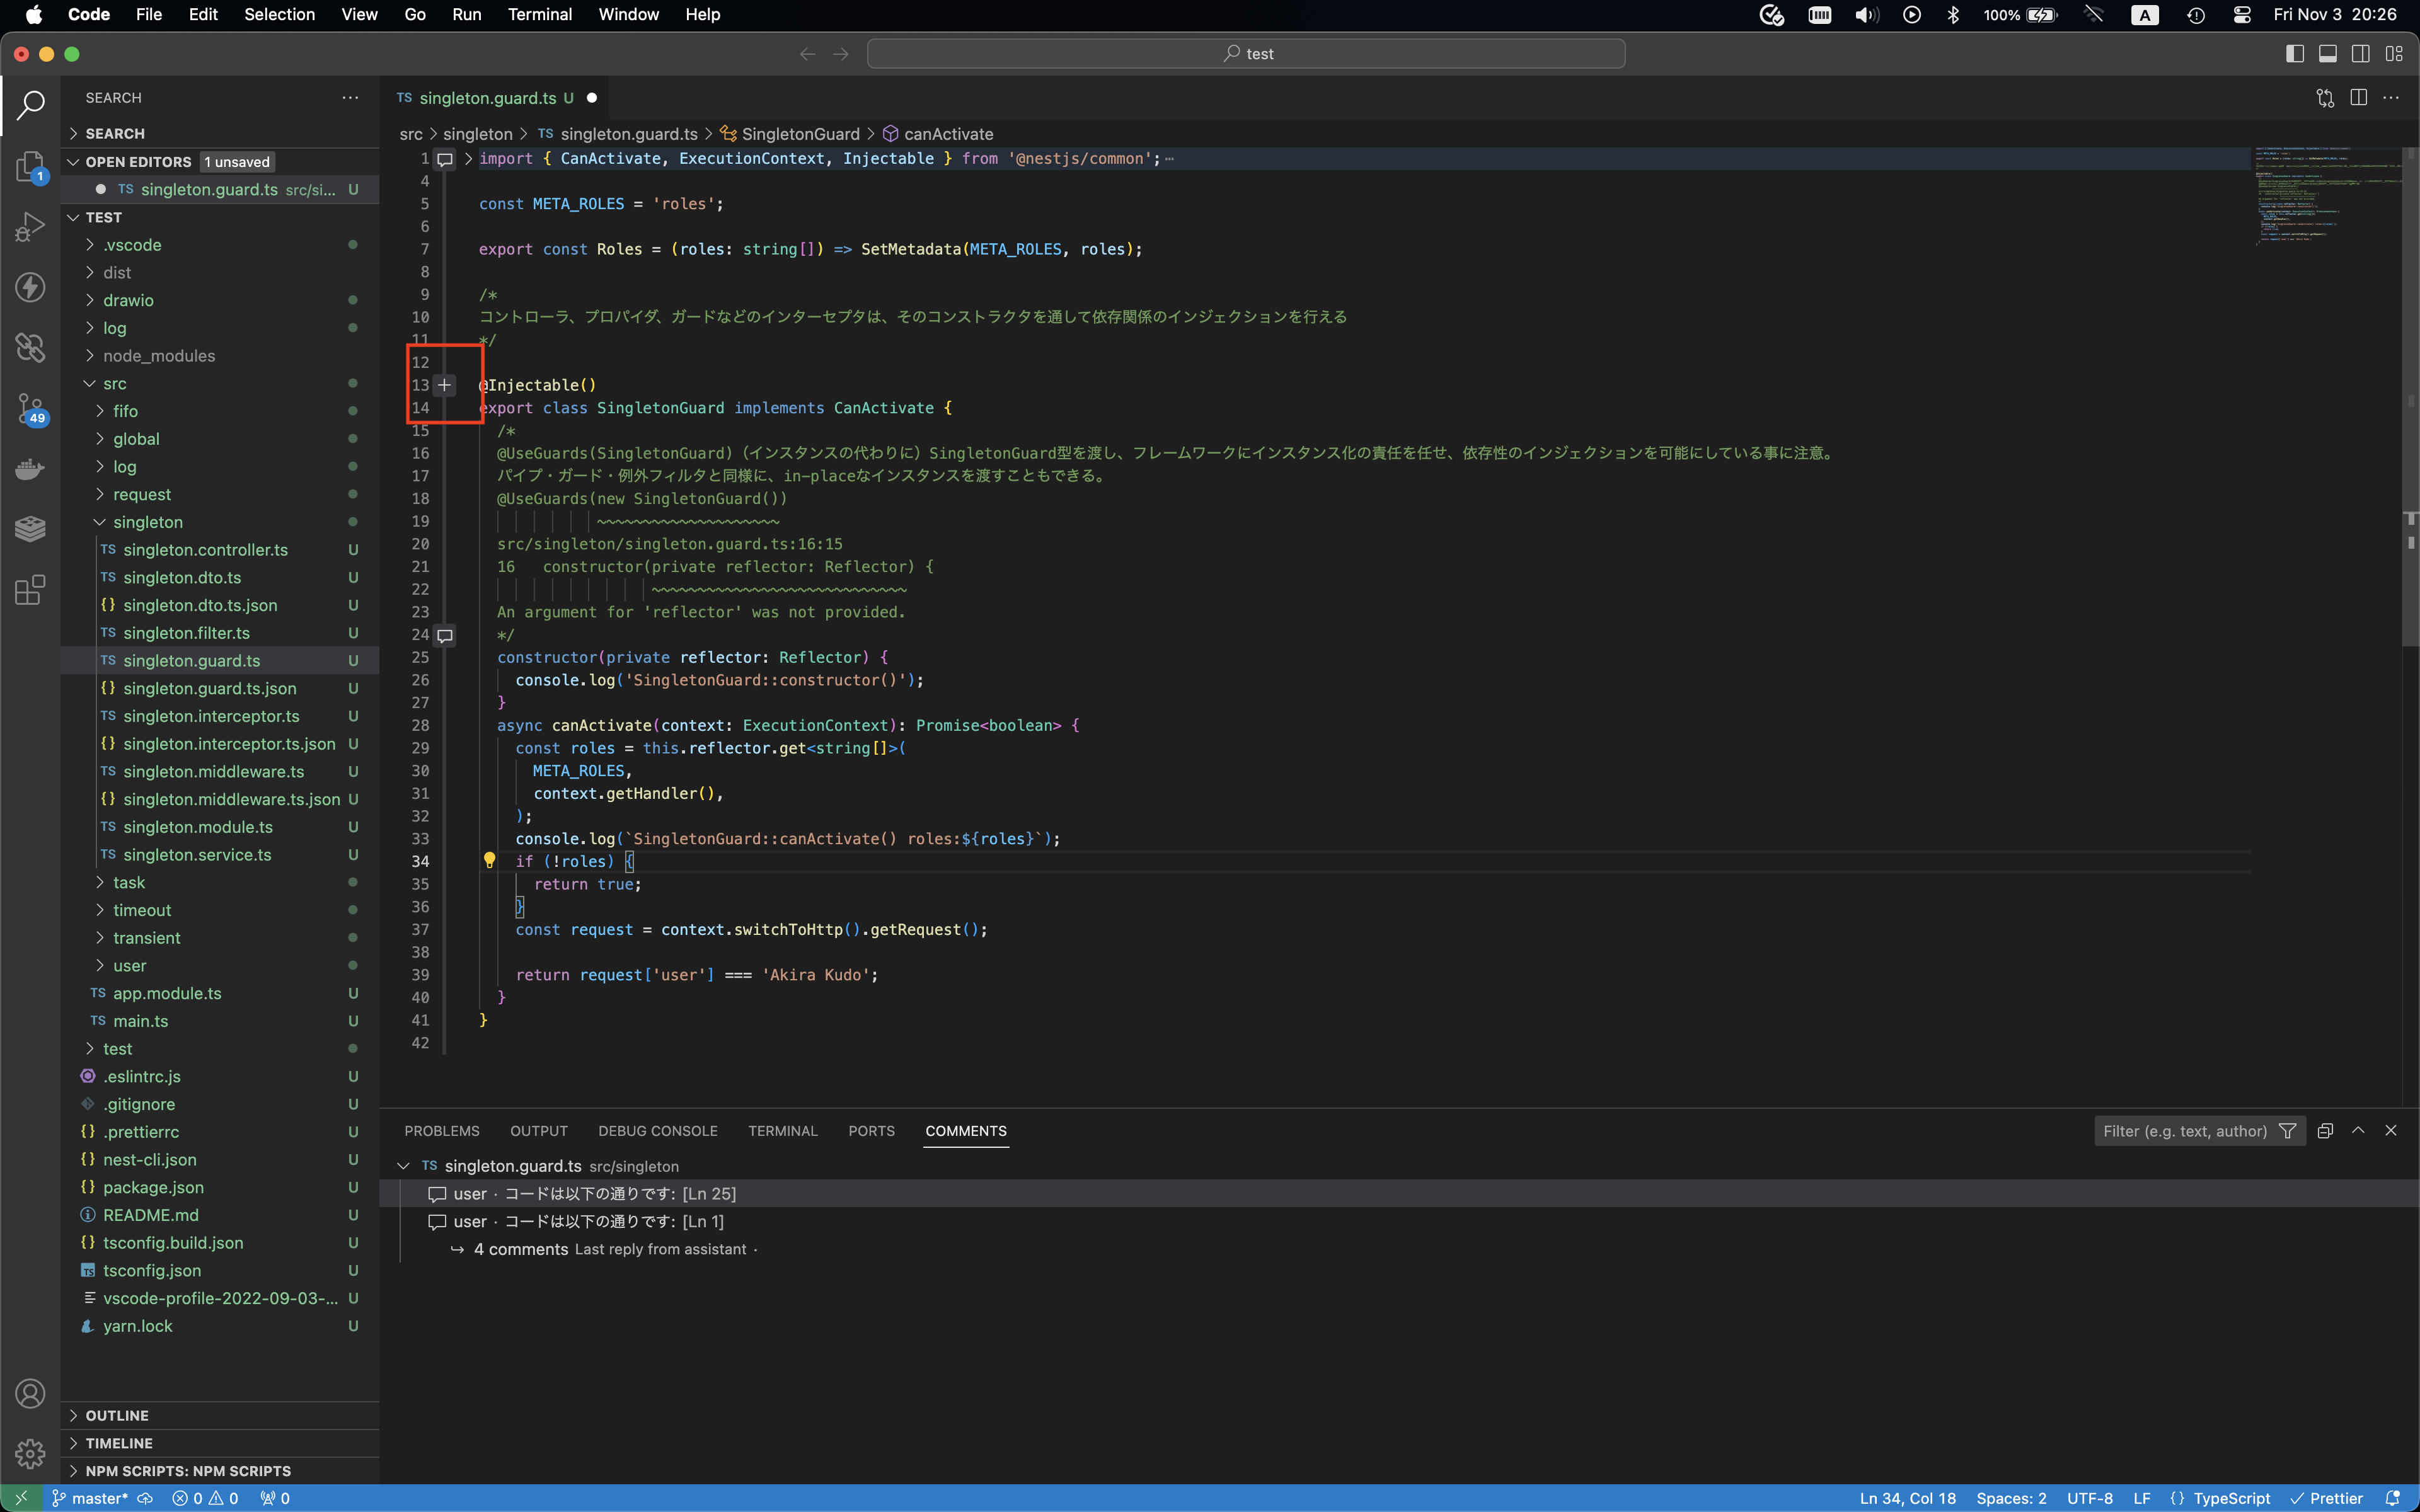 Code File Edit Selection View Go Run Terminal Window Help 100% A Fri Nov 3 20:26
test
SEARCH
SEARCH
OPEN EDITORS 1 unsaved
singleton.guard.ts src/si... U
TEST
.vscode
dist
drawio
log
node_modules
src
fifo
global
log
request
singleton
TS singleton.controller.ts U
TS singleton.dto.ts U
{} singleton.dto.ts.json U
TS singleton.filter.ts U
TS singleton.guard.ts U
{} singleton.guard.ts.json U
TS singleton.interceptor.ts U
{} singleton.interceptor.ts.json U
TS singleton.middleware.ts U
{} singleton.middleware.ts.json U
TS singleton.module.ts U
TS singleton.service.ts U
task
timeout
transient
user
TS app.module.ts U
TS main.ts U
test
.eslintrc.js U
.gitignore U
{} .prettierrc U
{} nest-cli.json U
{} package.json U
README.md U
{} tsconfig.build.json U
tsconfig.json U
vscode-profile-2022-09-03-... U
yarn.lock U
OUTLINE
TIMELINE
NPM SCRIPTS: NPM SCRIPTS
1
49
TS singleton.guard.ts U
src > singleton > TS singleton.guard.ts > SingletonGuard > canActivate
1 import { CanActivate, ExecutionContext, Injectable } from '@nestjs/common';
4
5 const META_ROLES = 'roles';
6
7 export const Roles = (roles: string[]) => SetMetadata(META_ROLES, roles);
8
9 /*
10 コントローラ、プロパイダ、ガードなどのインターセプタは、そのコンストラクタを通して依存関係のインジェクションを行える
11 */
12
13 @Injectable()
14 export class SingletonGuard implements CanActivate {
15 /*
16 @UseGuards(SingletonGuard)（インスタンスの代わりに）SingletonGuard型を渡し、フレームワークにインスタンス化の責任を任せ、依存性のインジェクションを可能にしている事に注意。
17 パイプ・ガード・例外フィルタと同様に、in-placeなインスタンスを渡すこともできる。
18 @UseGuards(new SingletonGuard())
19 ~~~~~~~~~~~~~~~~~~~~
20 src/singleton/singleton.guard.ts:16:15
21 16   constructor(private reflector: Reflector) {
22 ~~~~~~~~~~~~~~~~~~~~~~~~~~~~
23 An argument for 'reflector' was not provided.
24 */
25 constructor(private reflector: Reflector) {
26 console.log('SingletonGuard::constructor()');
27 }
28 async canActivate(context: ExecutionContext): Promise<boolean> {
29 const roles = this.reflector.get<string[]>(
30 META_ROLES,
31 context.getHandler(),
32 );
33 console.log(`SingletonGuard::canActivate() roles:${roles}`);
34 if (!roles) {
35 return true;
36 }
37 const request = context.switchToHttp().getRequest();
38
39 return request['user'] === 'Akira Kudo';
40 }
41 }
42
PROBLEMS OUTPUT DEBUG CONSOLE TERMINAL PORTS COMMENTS Filter (e.g. text, author)
TS singleton.guard.ts src/singleton
user · コードは以下の通りです: [Ln 25]
user · コードは以下の通りです: [Ln 1]
4 comments Last reply from assistant ·
master* 0 0 0 Ln 34, Col 18 Spaces: 2 UTF-8 LF {} TypeScript Prettier